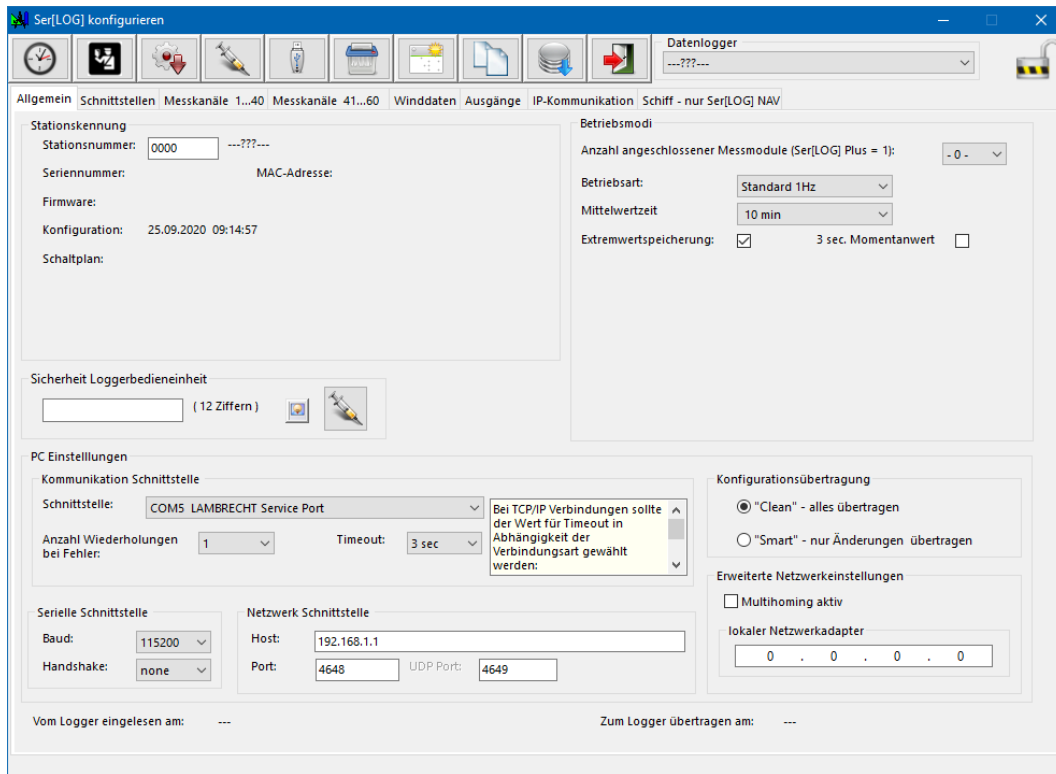 Ser[LOG] konfigurieren
Datenlogger
---???---
Allgemein Schnittstellen Messkanäle 1...40 Messkanäle 41...60 Winddaten Ausgänge IP-Kommunikation Schiff - nur Ser[LOG] NAV
Stationskennung
Stationsnummer: 0000 ---???---
Seriennummer: MAC-Adresse:
Firmware:
Konfiguration: 25.09.2020 09:14:57
Schaltplan:
Betriebsmodi
Anzahl angeschlossener Messmodule (Ser[LOG] Plus = 1): - 0 -
Betriebsart: Standard 1Hz
Mittelwertzeit 10 min
Extremwertspeicherung: 3 sec. Momentanwert
Sicherheit Loggerbedieneinheit
( 12 Ziffern )
PC Einstelllungen
Kommunikation Schnittstelle
Schnittstelle: COM5 LAMBRECHT Service Port
Anzahl Wiederholungen
bei Fehler: 1 Timeout: 3 sec
Bei TCP/IP Verbindungen sollte
der Wert für Timeout in
Abhängigkeit der
Verbindungsart gewählt
werden:
Konfigurationsübertragung
"Clean" - alles übertragen
"Smart" - nur Änderungen übertragen
Serielle Schnittstelle
Baud: 115200
Handshake: none
Netzwerk Schnittstelle
Host: 192.168.1.1
Port: 4648 UDP Port: 4649
Erweiterte Netzwerkeinstellungen
Multihoming aktiv
lokaler Netzwerkadapter
0 . 0 . 0 . 0
Vom Logger eingelesen am: --- Zum Logger übertragen am: ---